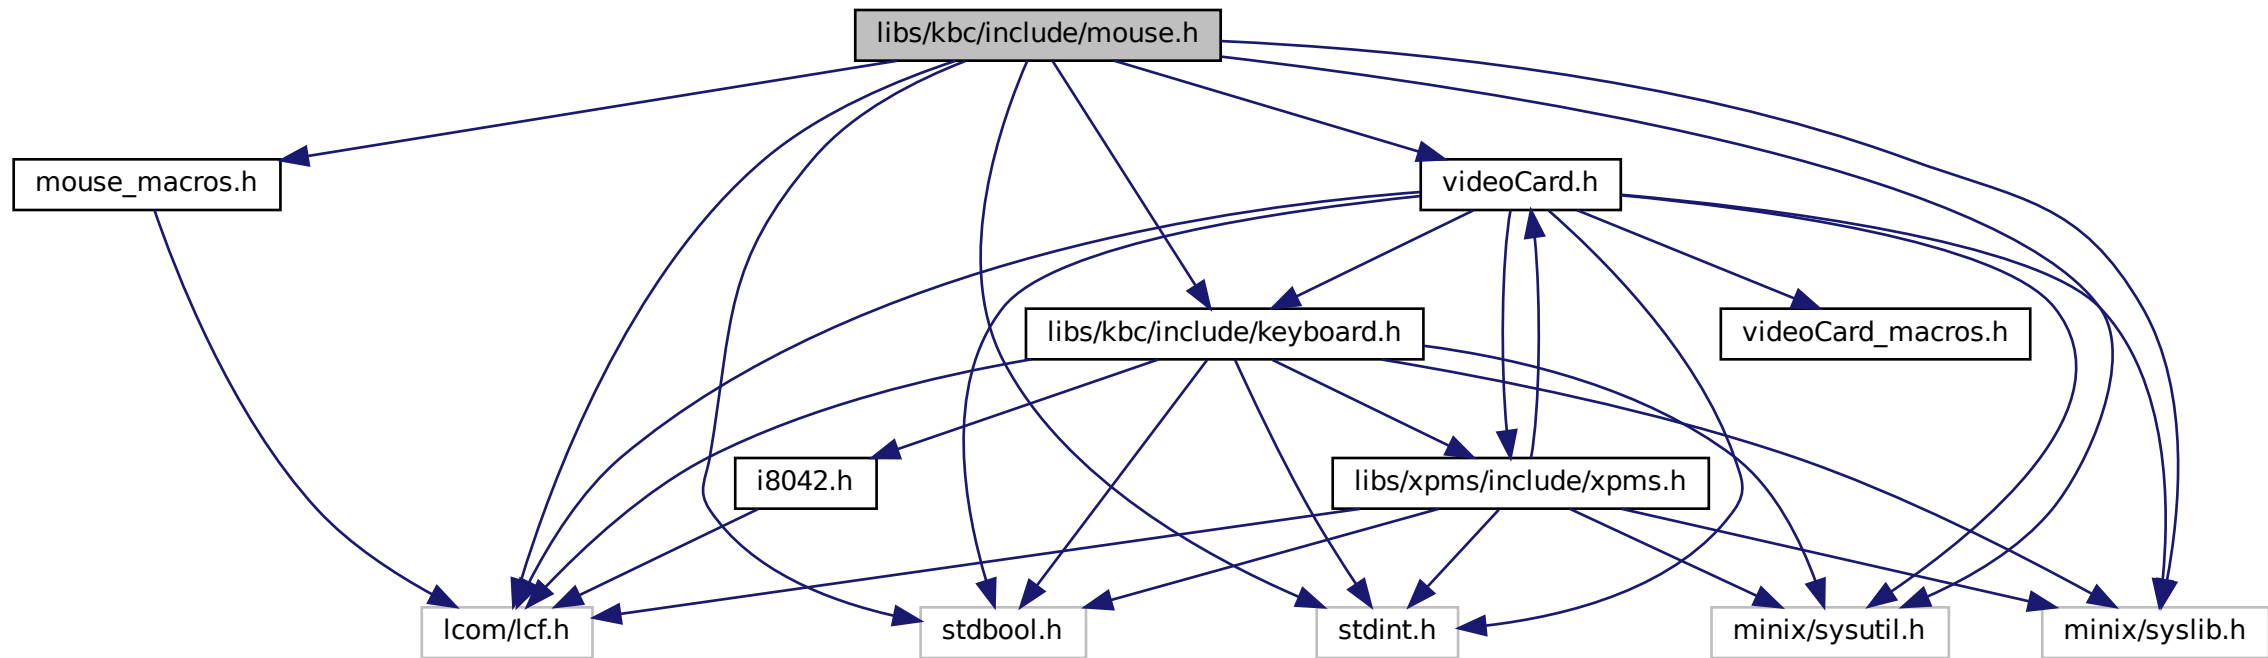 libs/kbc/include/mouse.h
mouse_macros.h
videoCard.h
libs/kbc/include/keyboard.h
videoCard_macros.h
i8042.h
libs/xpms/include/xpms.h
lcom/lcf.h
stdbool.h
stdint.h
minix/sysutil.h
minix/syslib.h